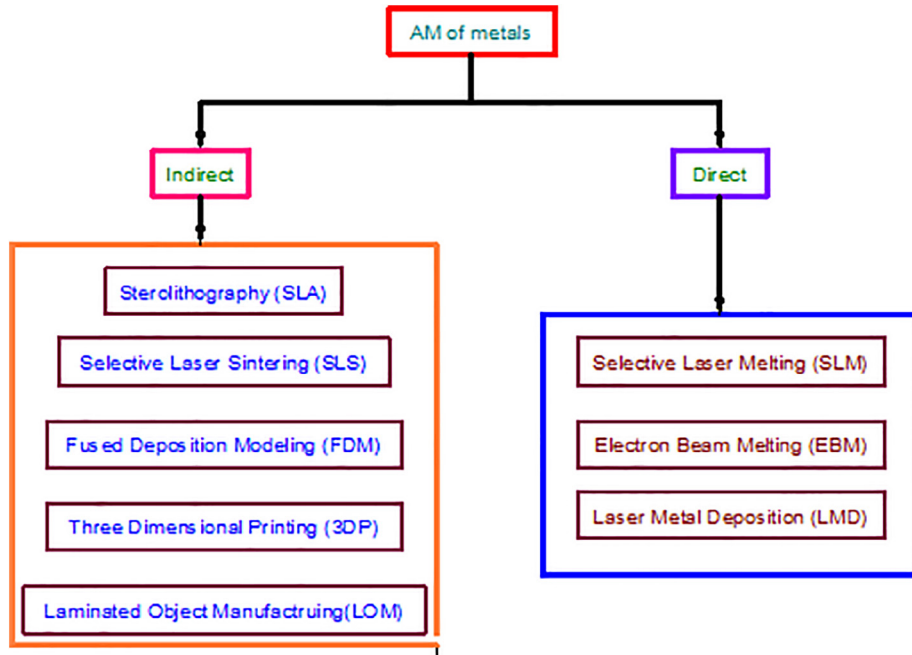 AM of metals
Indirect
Direct
Sterolithography (SLA)
Selective Laser Sintering (SLS)
Fused Deposition Modeling (FDM)
Three Dimensional Printing (3DP)
Laminated Object Manufactruing(LOM)
Selective Laser Melting (SLM)
Electron Beam Melting (EBM)
Laser Metal Deposition (LMD)